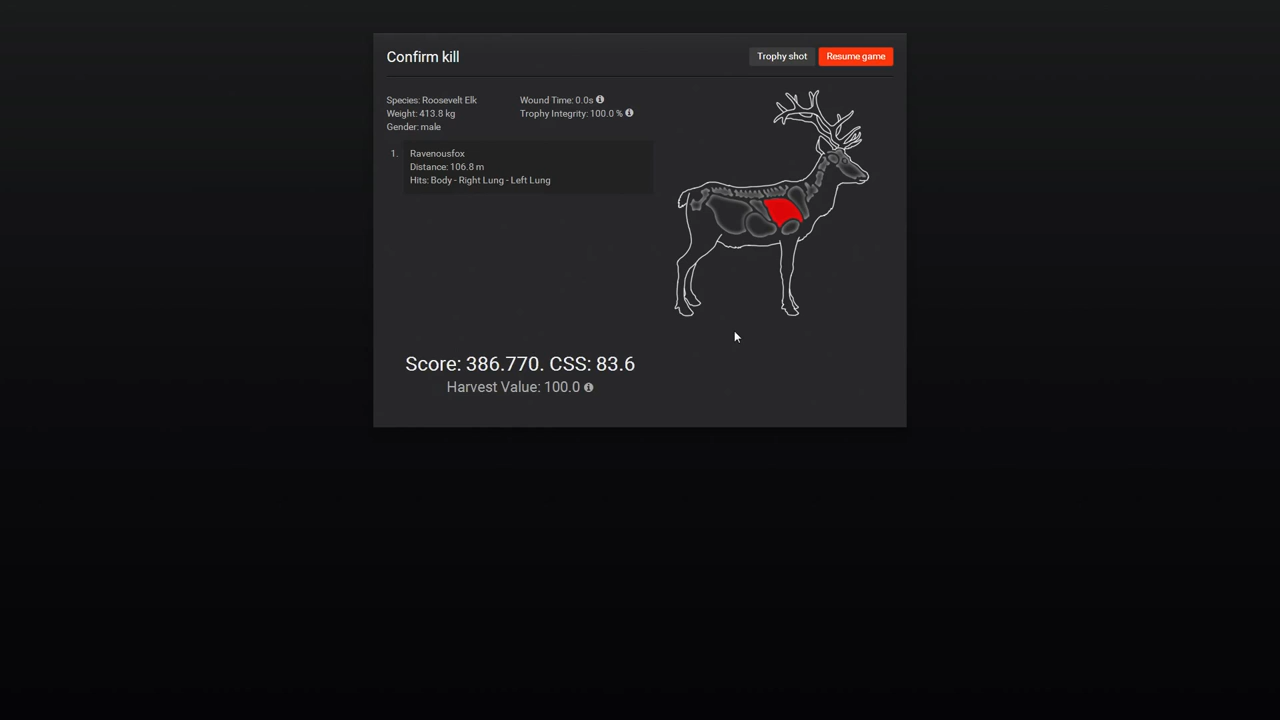 Confirm kill
Trophy shot
Resume game
Species: Roosevelt Elk
Weight: 413.8 kg
Gender: male
Wound Time: 0.0s
Trophy Integrity: 100.0 %
1.
Ravenousfox
Distance: 106.8 m
Hits: Body - Right Lung - Left Lung
Score: 386.770. CSS: 83.6
Harvest Value: 100.0